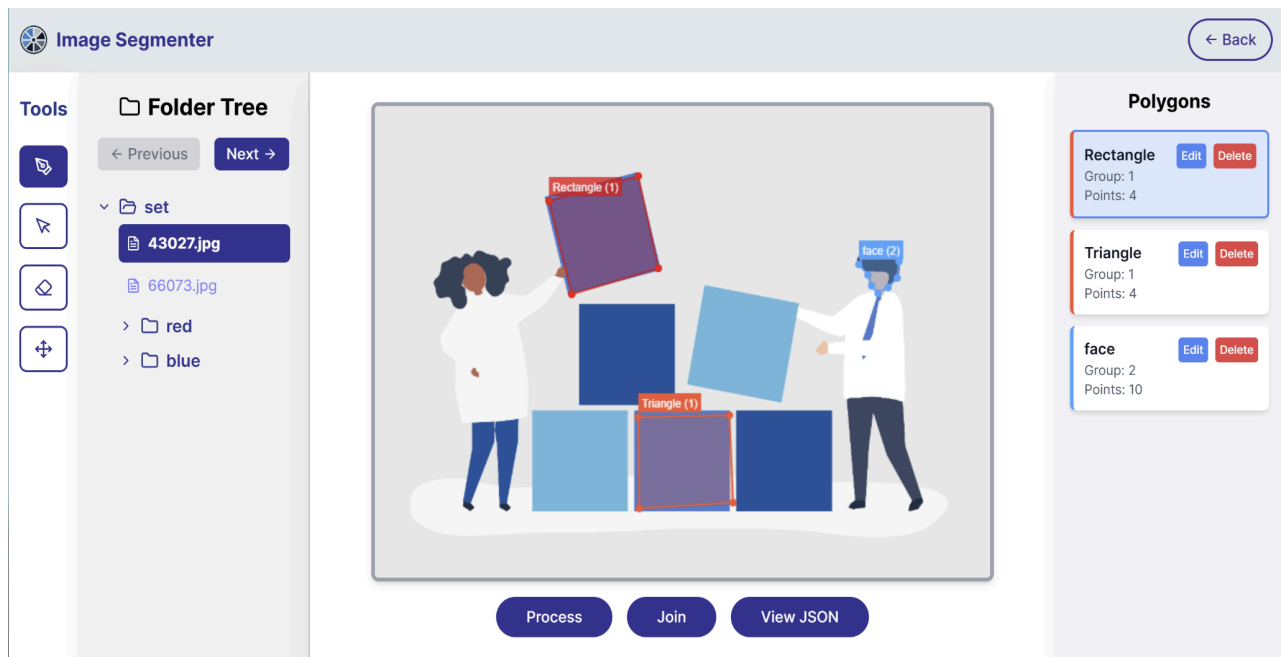 Image Segmenter
← Back
Tools
Folder Tree
← Previous
Next →
set
43027.jpg
66073.jpg
red
blue
Rectangle (1)
face (2)
Triangle (1)
Process
Join
View JSON
Polygons
Rectangle
Edit
Delete
Group: 1
Points: 4
Triangle
Edit
Delete
Group: 1
Points: 4
face
Edit
Delete
Group: 2
Points: 10